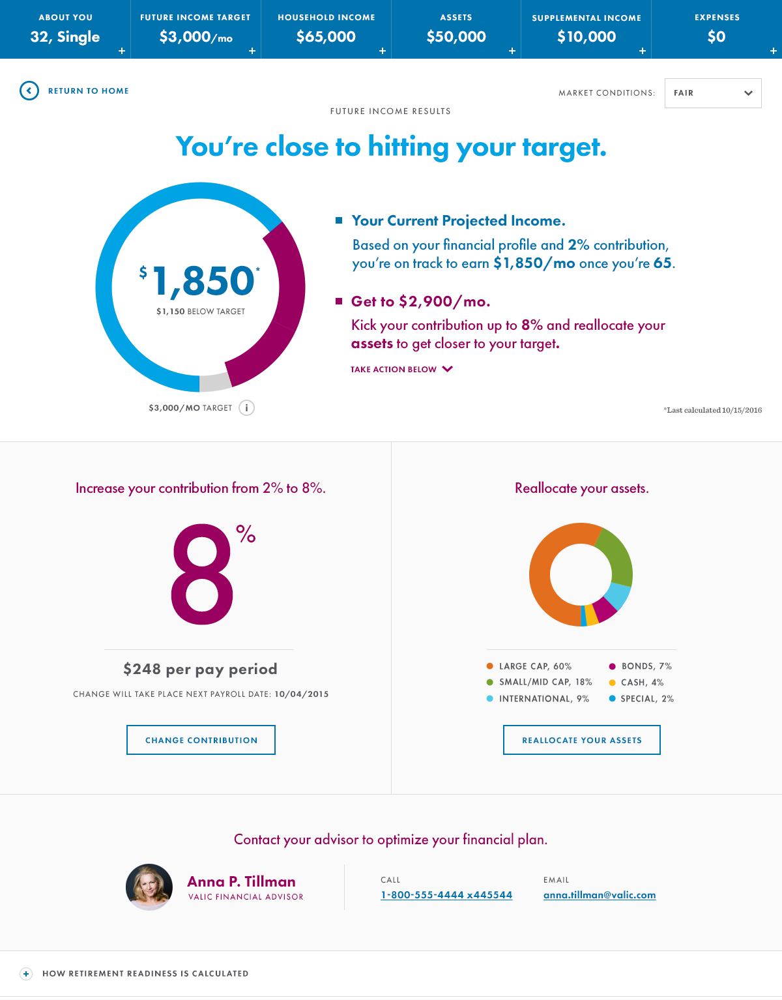 ABOUT YOU
32, Single
FUTURE INCOME TARGET
$3,000/mo
HOUSEHOLD INCOME
$65,000
ASSETS
$50,000
SUPPLEMENTAL INCOME
$10,000
EXPENSES
$0
RETURN TO HOME
MARKET CONDITIONS:
FAIR
FUTURE INCOME RESULTS
You're close to hitting your target.
$1,850*
$1,150 BELOW TARGET
$3,000/MO TARGET
i
Your Current Projected Income.
Based on your financial profile and 2% contribution,
you're on track to earn $1,850/mo once you're 65.
Get to $2,900/mo.
Kick your contribution up to 8% and reallocate your
assets to get closer to your target.
TAKE ACTION BELOW
*Last calculated 10/15/2016
Increase your contribution from 2% to 8%.
8%
$248 per pay period
CHANGE WILL TAKE PLACE NEXT PAYROLL DATE: 10/04/2015
CHANGE CONTRIBUTION
Reallocate your assets.
LARGE CAP, 60%
SMALL/MID CAP, 18%
INTERNATIONAL, 9%
BONDS, 7%
CASH, 4%
SPECIAL, 2%
REALLOCATE YOUR ASSETS
Contact your advisor to optimize your financial plan.
Anna P. Tillman
VALIC FINANCIAL ADVISOR
CALL
1-800-555-4444 x445544
EMAIL
anna.tillman@valic.com
HOW RETIREMENT READINESS IS CALCULATED